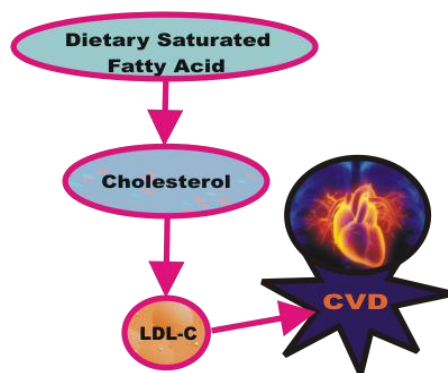 Dietary Saturated
Fatty Acid
Cholesterol
LDL-C
CVD